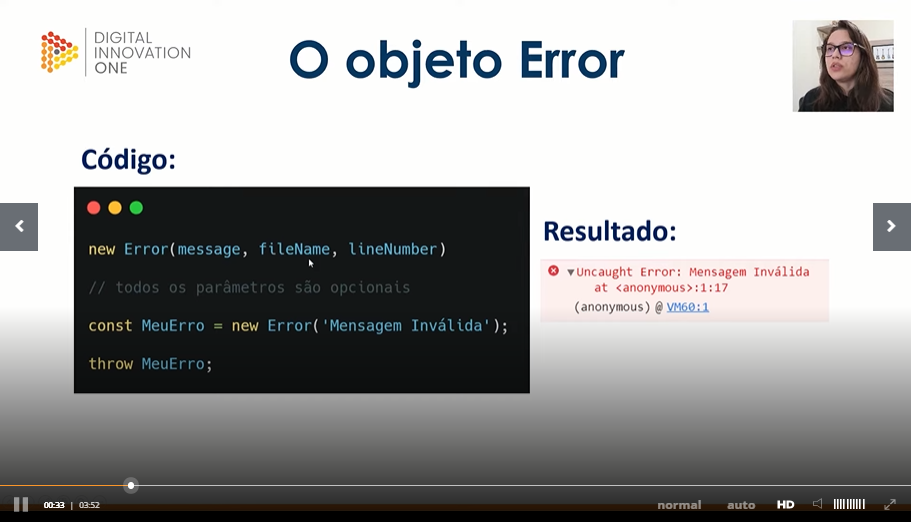 DIGITAL
INNOVATION
ONE
O objeto Error
Código:
new Error(message, fileName, lineNumber)
// todos os parâmetros são opcionais
const MeuErro = new Error('Mensagem Inválida');
throw MeuErro;
Resultado:
Uncaught Error: Mensagem Inválida
at <anonymous>:1:17
(anonymous) @ VM60:1
00:33 | 03:52
normal auto HD